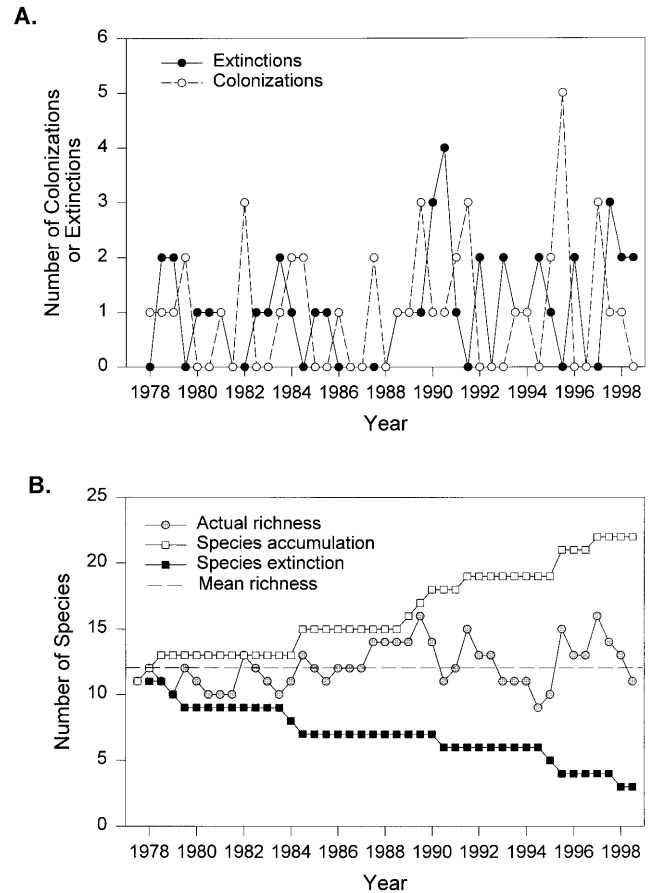 A.
6
5
4
3
2
1
0
Number of Colonizations
or Extinctions
Extinctions
Colonizations
1978 1980 1982 1984 1986 1988 1990 1992 1994 1996 1998
Year
B.
25
20
15
10
5
0
Number of Species
Actual richness
Species accumulation
Species extinction
Mean richness
1978 1980 1982 1984 1986 1988 1990 1992 1994 1996 1998
Year